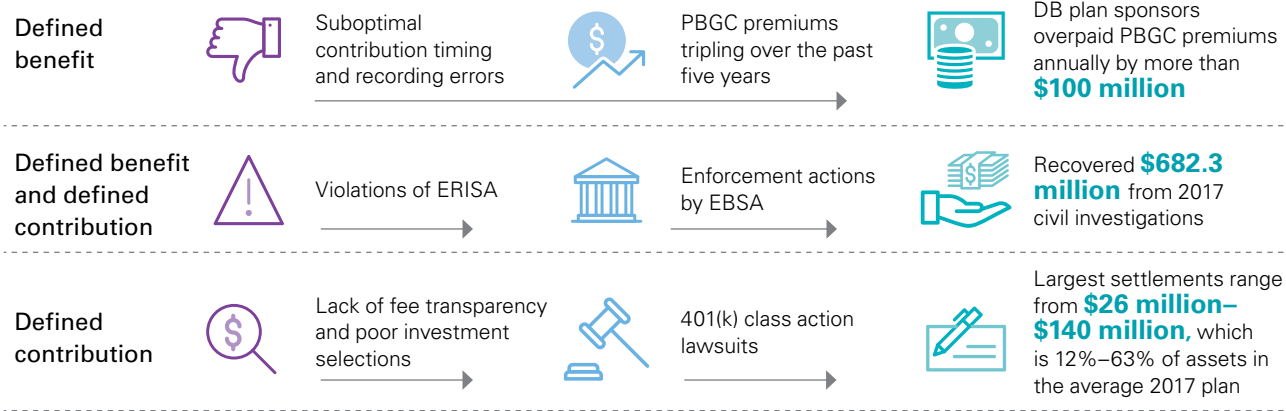 Defined
benefit
Suboptimal
contribution timing
and recording errors
$
PBGC premiums
tripling over the past
five years
DB plan sponsors
overpaid PBGC premiums
annually by more than
$100 million
Defined benefit
and defined
contribution
!
Violations of ERISA
Enforcement actions
by EBSA
$
Recovered $682.3
million from 2017
civil investigations
Defined
contribution
$
Lack of fee transparency
and poor investment
selections
401(k) class action
lawsuits
Largest settlements range
from $26 million–
$140 million, which
is 12%–63% of assets in
the average 2017 plan